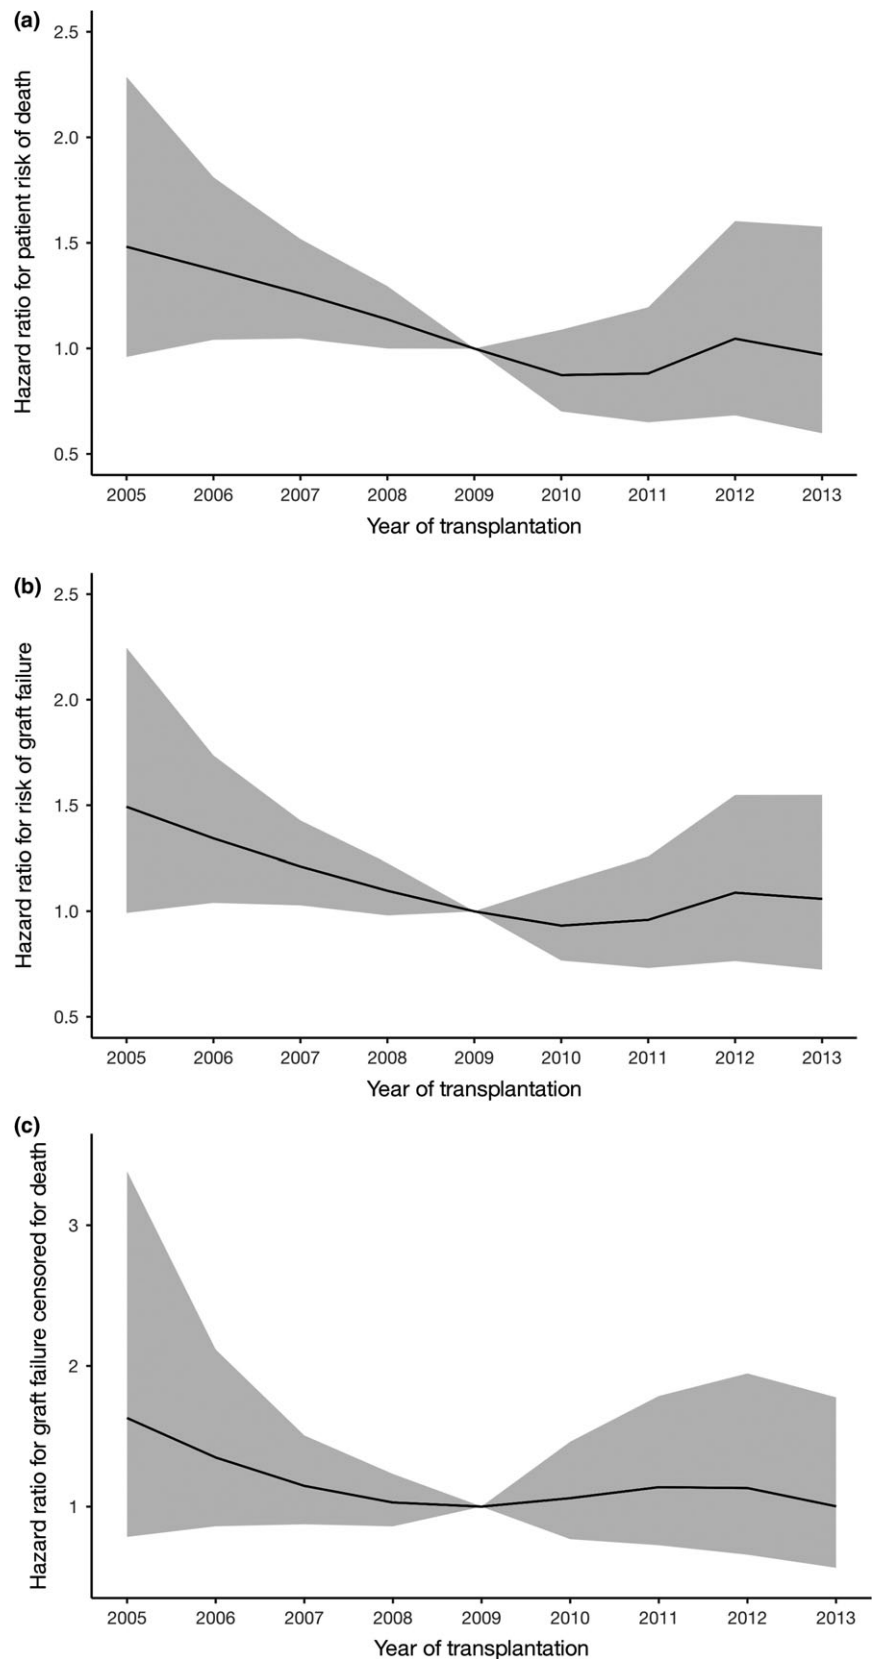 (a)
Hazard ratio for patient risk of death
2.5
2.0
1.5
1.0
0.5
2005 2006 2007 2008 2009 2010 2011 2012 2013
Year of transplantation
(b)
Hazard ratio for risk of graft failure
2.5
2.0
1.5
1.0
0.5
2005 2006 2007 2008 2009 2010 2011 2012 2013
Year of transplantation
(c)
Hazard ratio for graft failure censored for death
3
2
1
2005 2006 2007 2008 2009 2010 2011 2012 2013
Year of transplantation